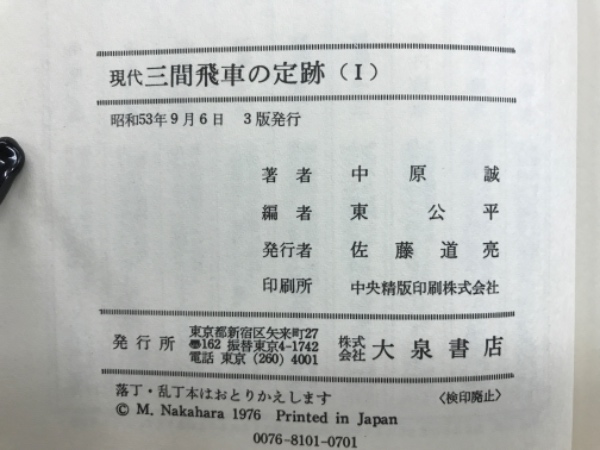 現代 三間飛車の定跡（I）
昭和53年9月6日 3版発行
著者 中原誠
編者 東公平
発行者 佐藤道亮
印刷所 中央精版印刷株式会社
発行所 東京都新宿区矢来町27 株式会社 大泉書店
〠162 振替東京4-1742
電話 東京 (260) 4001
落丁・乱丁本はおとりかえします 〈検印廃止〉
© M. Nakahara 1976 Printed in Japan
0076-8101-0701